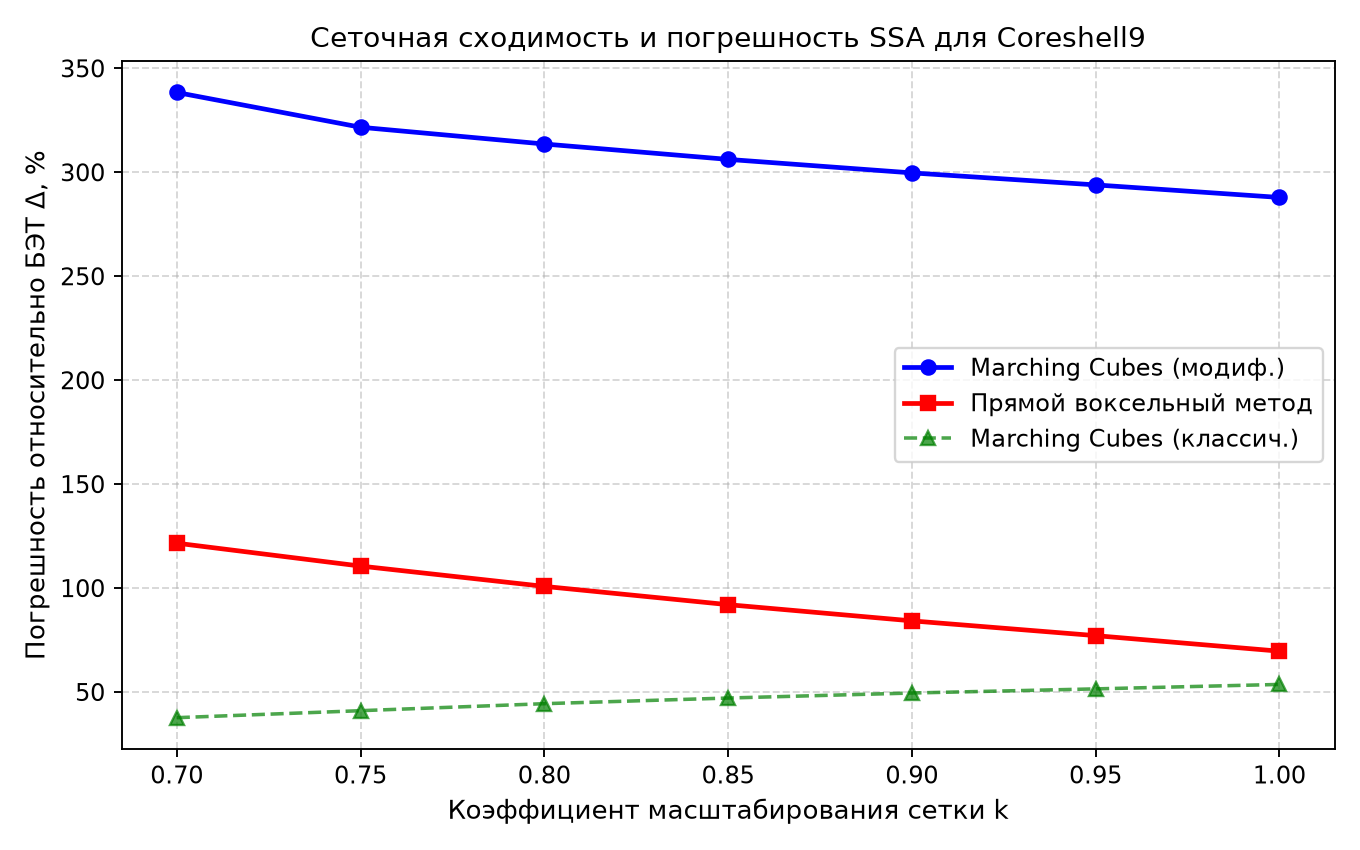 Сеточная сходимость и погрешность SSA для Coreshell9
Погрешность относительно БЭТ Δ, %
350
300
250
200
150
100
50
Marching Cubes (модиф.)
Прямой воксельный метод
Marching Cubes (классич.)
0.70 0.75 0.80 0.85 0.90 0.95 1.00
Коэффициент масштабирования сетки k